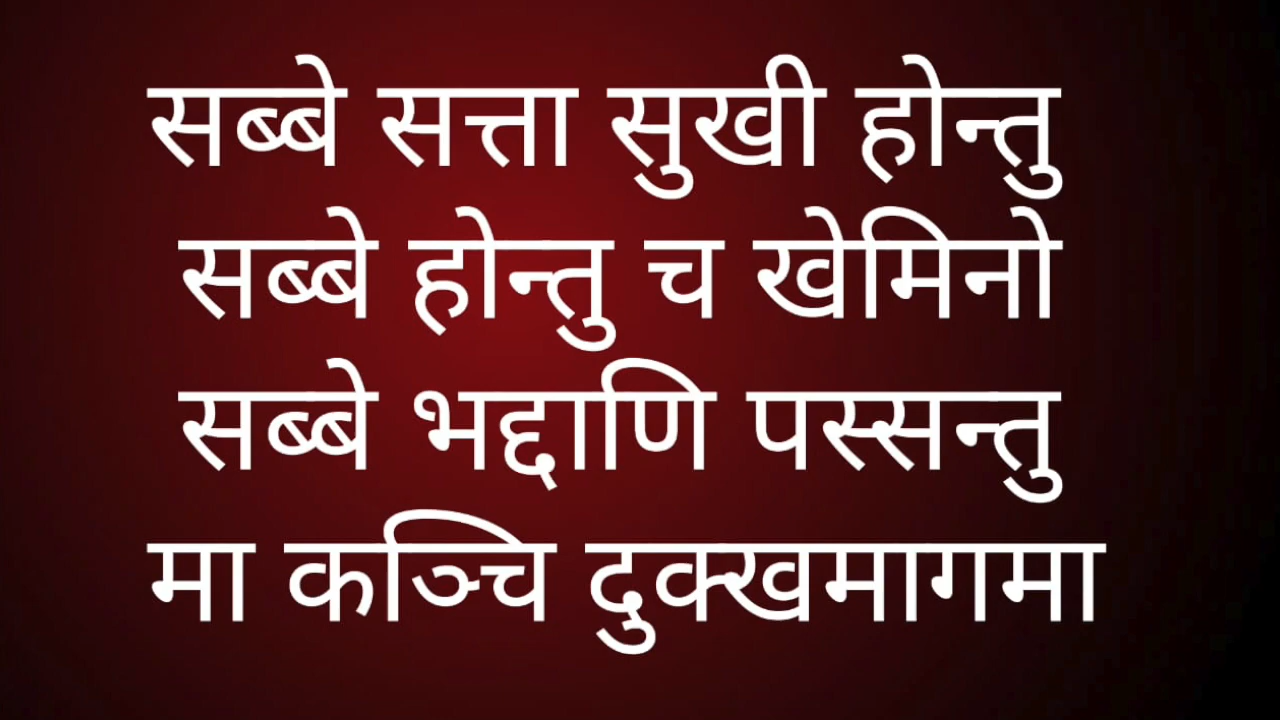 सब्बे सत्ता सुखी होन्तु
सब्बे होन्तु च खेमिनो
सब्बे भद्दाणि पस्सन्तु
मा कञ्चि दुक्खमागमा